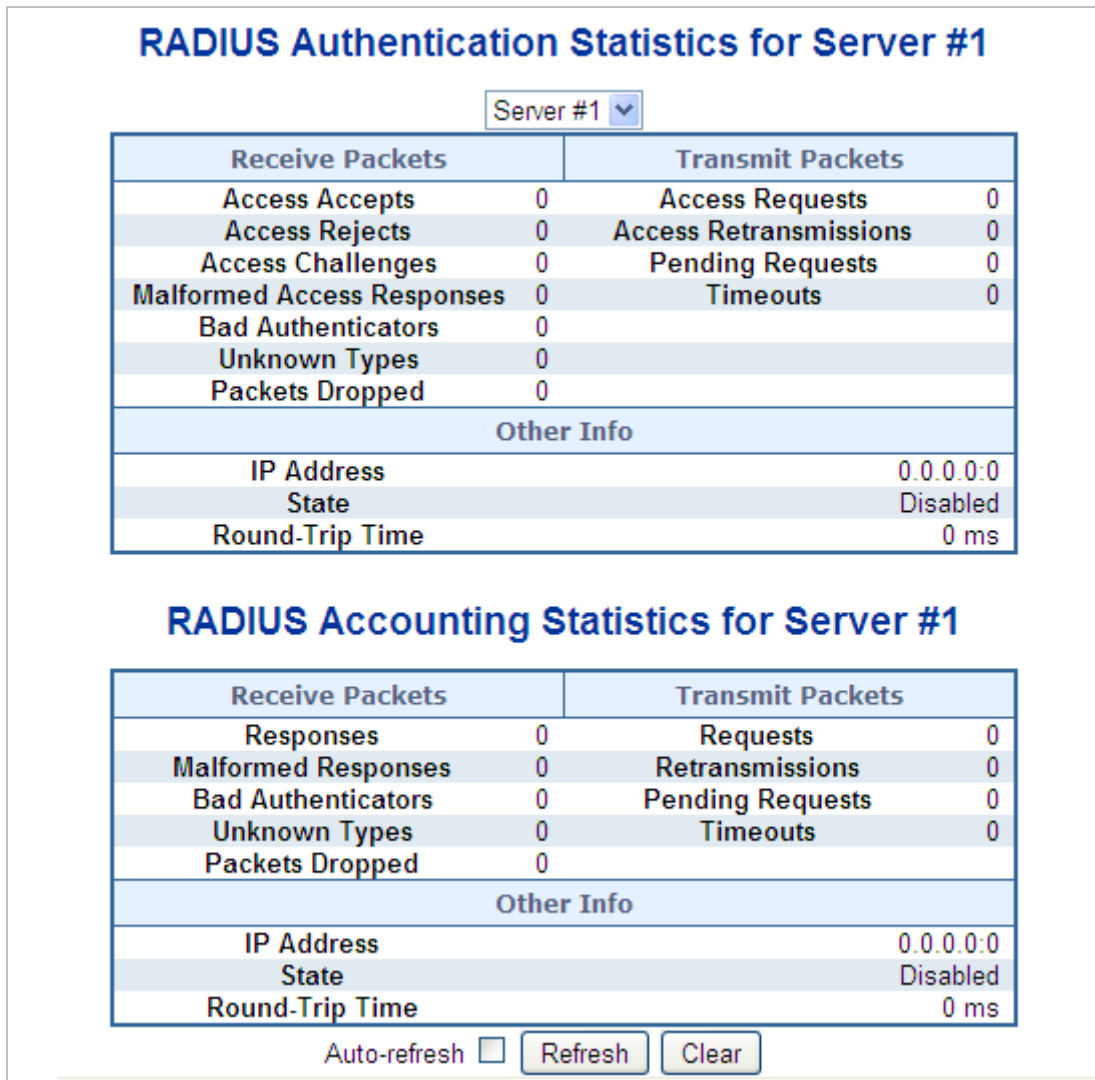 RADIUS Authentication Statistics for Server #1
Server #1
Receive Packets Transmit Packets
Access Accepts 0 Access Requests 0
Access Rejects 0 Access Retransmissions 0
Access Challenges 0 Pending Requests 0
Malformed Access Responses 0 Timeouts 0
Bad Authenticators 0
Unknown Types 0
Packets Dropped 0
Other Info
IP Address 0.0.0.0:0
State Disabled
Round-Trip Time 0 ms
RADIUS Accounting Statistics for Server #1
Receive Packets Transmit Packets
Responses 0 Requests 0
Malformed Responses 0 Retransmissions 0
Bad Authenticators 0 Pending Requests 0
Unknown Types 0 Timeouts 0
Packets Dropped 0
Other Info
IP Address 0.0.0.0:0
State Disabled
Round-Trip Time 0 ms
Auto-refresh Refresh Clear